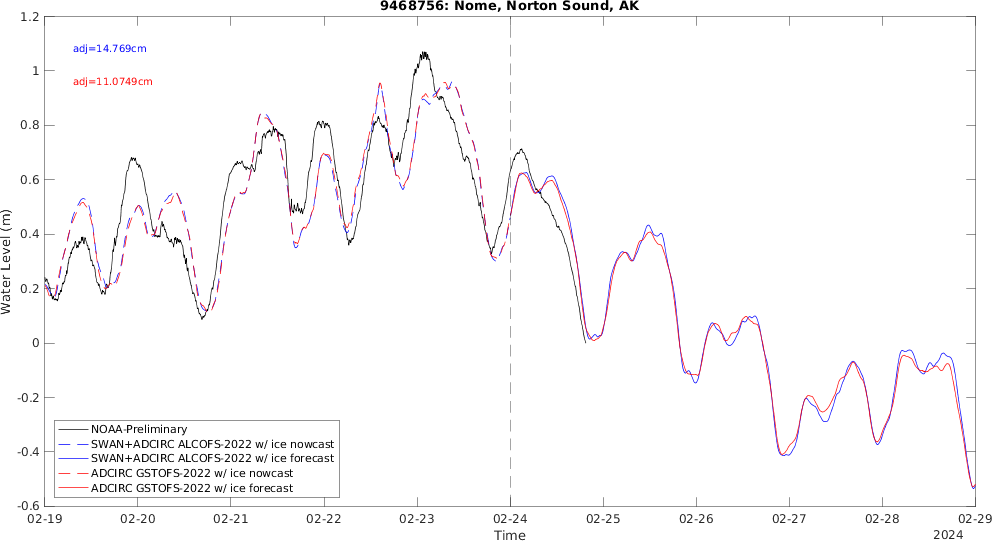 9468756: Nome, Norton Sound, AK
1.2
1
0.8
0.6
0.4
0.2
0
-0.2
-0.4
-0.6
Water Level (m)
adj=14.769cm
adj=11.0749cm
NOAA-Preliminary
SWAN+ADCIRC ALCOFS-2022 w/ ice nowcast
SWAN+ADCIRC ALCOFS-2022 w/ ice forecast
ADCIRC GSTOFS-2022 w/ ice nowcast
ADCIRC GSTOFS-2022 w/ ice forecast
02-19 02-20 02-21 02-22 02-23 02-24 02-25 02-26 02-27 02-28 02-29
Time
2024